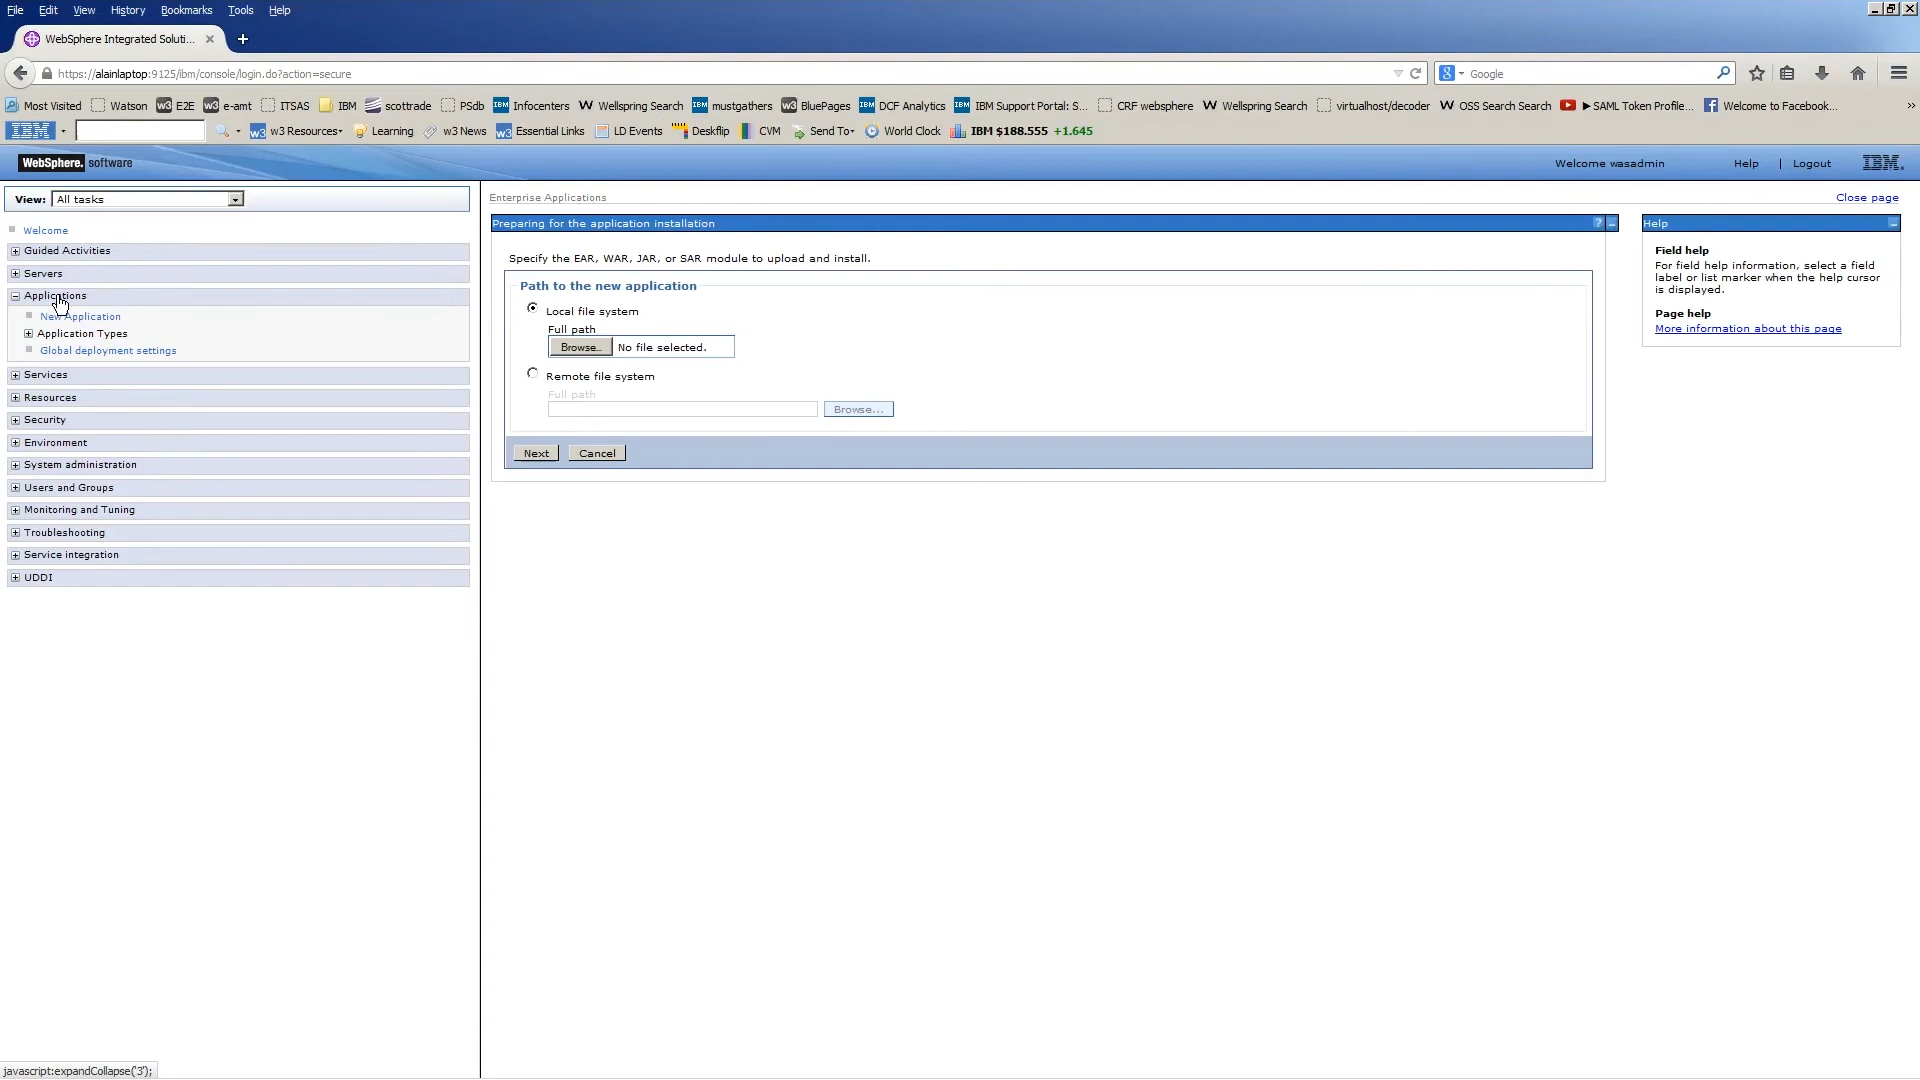 File Edit View History Bookmarks Tools Help
WebSphere Integrated Soluti...
https://alainlaptop:9125/ibm/console/login.do?action=secure
Google
Most Visited Watson w3 E2E w3 e-amt ITSAS IBM scottrade PSdb IBM Infocenters W Wellspring Search IBM mustgathers w3 BluePages IBM DCF Analytics IBM IBM Support Portal: S... CRF websphere W Wellspring Search virtualhost/decoder W OSS Search Search ▶ SAML Token Profile... Welcome to Facebook... »
IBM w3 w3 Resources Learning w3 News w3 Essential Links LD Events Deskflip CVM Send To World Clock IBM $188.555 +1.645
WebSphere. software
Welcome wasadmin Help | Logout IBM.
View: All tasks
Welcome
Guided Activities
Servers
Applications
New Application
Application Types
Global deployment settings
Services
Resources
Security
Environment
System administration
Users and Groups
Monitoring and Tuning
Troubleshooting
Service integration
UDDI
Enterprise Applications
Close page
Preparing for the application installation ?
Specify the EAR, WAR, JAR, or SAR module to upload and install.
Path to the new application
Local file system
Full path
Browse... No file selected.
Remote file system
Full path
Browse...
Next Cancel
Help
Field help
For field help information, select a field
label or list marker when the help cursor
is displayed.
Page help
More information about this page
javascript:expandCollapse('3');